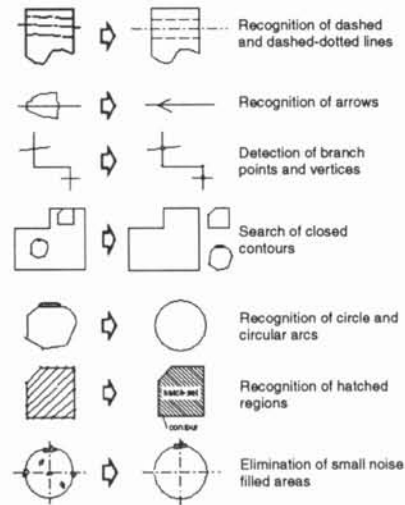 Recognition of dashed
and dashed-dotted lines
Recognition of arrows
Detection of branch
points and vertices
Search of closed
contours
Recognition of circle and
circular arcs
Recognition of hatched
regions
contour
Elimination of small noise
filled areas